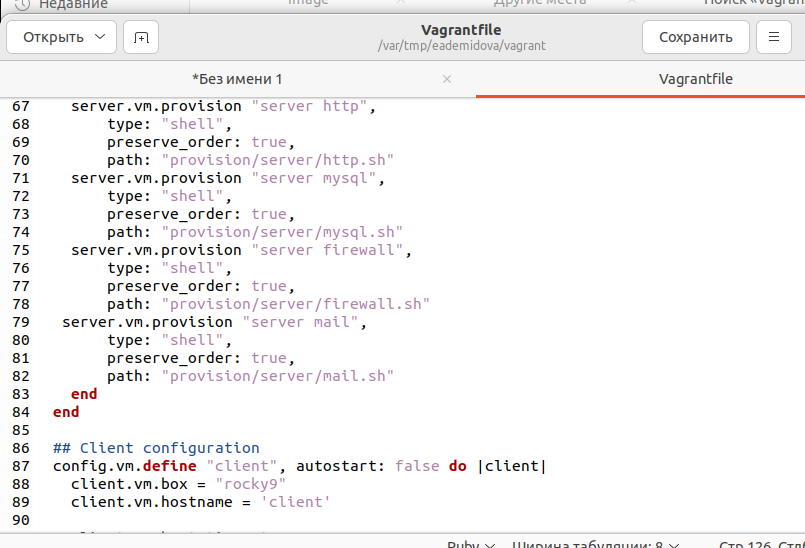 Недавние
Image
Другие места
Поиск «Vagran
Открыть
Vagrantfile
/var/tmp/eademidova/vagrant
Сохранить
*Без имени 1
Vagrantfile
67 server.vm.provision "server http",
68 type: "shell",
69 preserve_order: true,
70 path: "provision/server/http.sh"
71 server.vm.provision "server mysql",
72 type: "shell",
73 preserve_order: true,
74 path: "provision/server/mysql.sh"
75 server.vm.provision "server firewall",
76 type: "shell",
77 preserve_order: true,
78 path: "provision/server/firewall.sh"
79 server.vm.provision "server mail",
80 type: "shell",
81 preserve_order: true,
82 path: "provision/server/mail.sh"
83 end
84 end
85
86 ## Client configuration
87 config.vm.define "client", autostart: false do |client|
88 client.vm.box = "rocky9"
89 client.vm.hostname = 'client'
90
Ruby
Ширина табуляции: 8
Стр 126, Стл